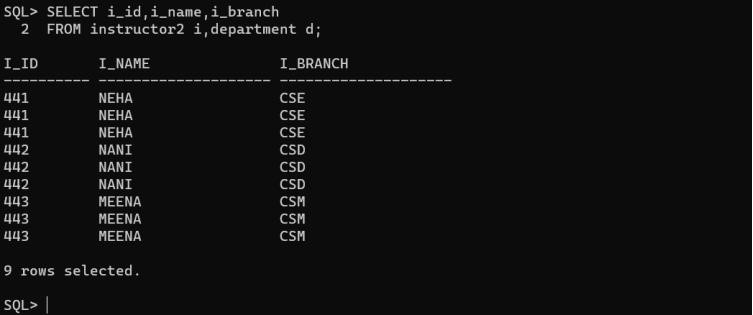 SQL> SELECT i_id,i_name,i_branch
  2  FROM instructor2 i,department d;

I_ID       I_NAME               I_BRANCH
---------- -------------------- --------------------
441        NEHA                 CSE
441        NEHA                 CSE
441        NEHA                 CSE
442        NANI                 CSD
442        NANI                 CSD
442        NANI                 CSD
443        MEENA                CSM
443        MEENA                CSM
443        MEENA                CSM

9 rows selected.

SQL>